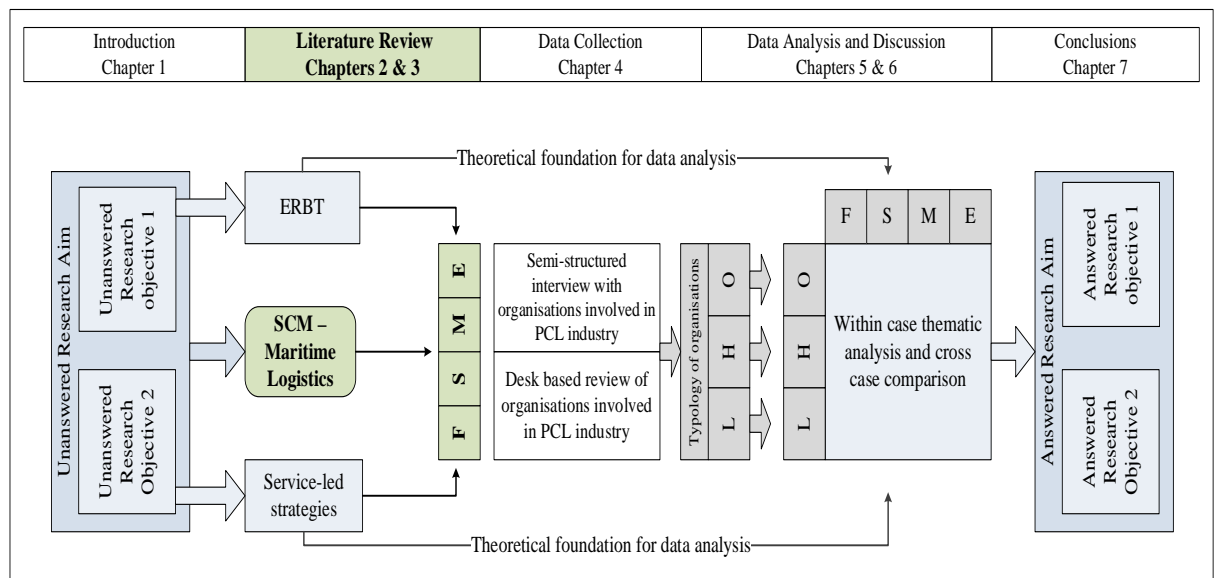 Introduction
Chapter 1
Literature Review
Chapters 2 & 3
Data Collection
Chapter 4
Data Analysis and Discussion
Chapters 5 & 6
Conclusions
Chapter 7
Theoretical foundation for data analysis
Unanswered Research Aim
Unanswered
Research
objective 1
Unanswered
Research
Objective 2
ERBT
SCM –
Maritime
Logistics
Service-led
strategies
E
M
S
F
Semi-structured
interview with
organisations involved in
PCL industry
Desk based review of
organisations involved
in PCL industry
Typology of organisations
O
H
L
O
H
L
F S M E
Within case thematic
analysis and cross
case comparison
Answered Research Aim
Answered
Research
objective 1
Answered
Research
Objective 2
Theoretical foundation for data analysis